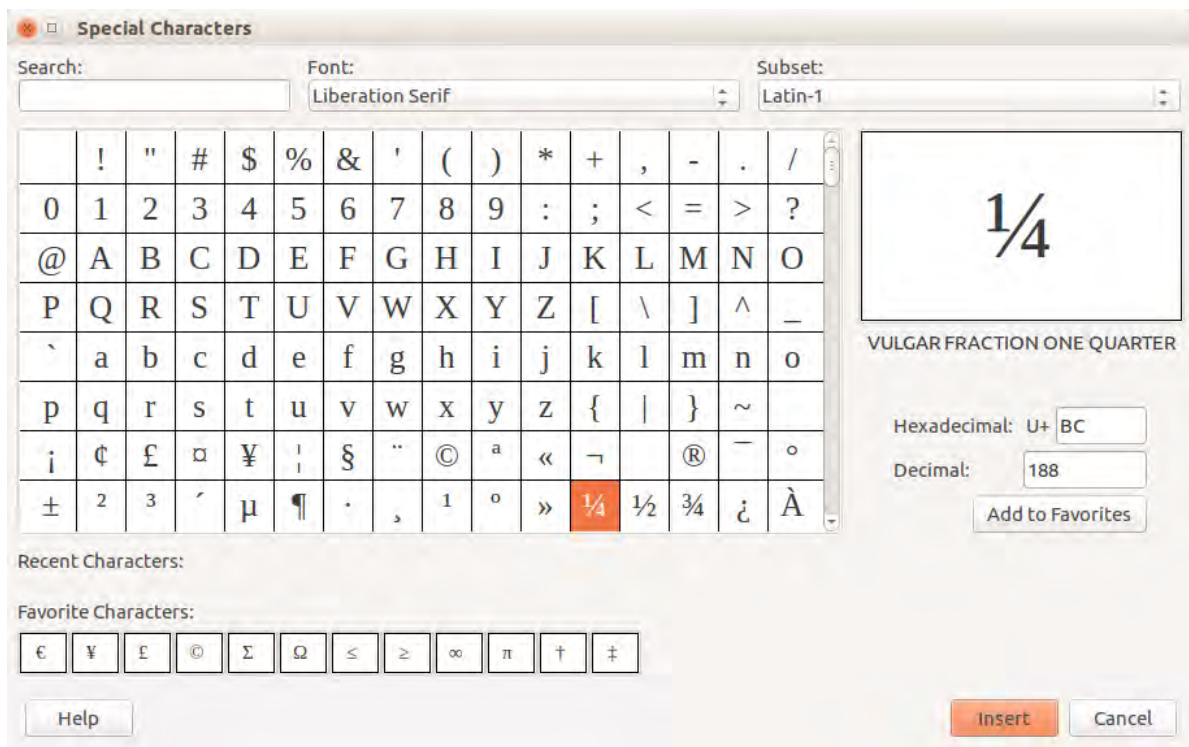 Special Characters
Search: Font: Subset:
Liberation Serif Latin-1
! " # $ % & ' ( ) * + , - . /
0 1 2 3 4 5 6 7 8 9 : ; < = > ?
@ A B C D E F G H I J K L M N O
P Q R S T U V W X Y Z [ \ ] ^ _
` a b c d e f g h i j k l m n o
p q r s t u v w x y z { | } ~
¡ ¢ £ ¤ ¥ ¦ § ¨ © ª « ¬ ® ¯ °
± ² ³ ´ µ ¶ · ¸ ¹ º » ¼ ½ ¾ ¿ À
¼
VULGAR FRACTION ONE QUARTER
Hexadecimal: U+ BC
Decimal: 188
Add to Favorites
Recent Characters:
Favorite Characters:
€ ¥ £ © Σ Ω ≤ ≥ ∞ π † ‡
Help Insert Cancel